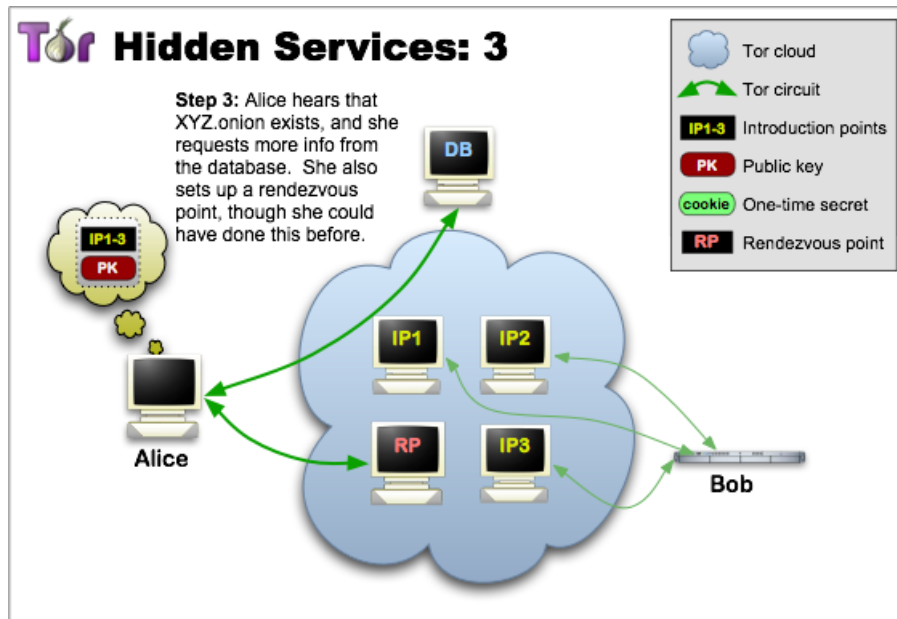 Tor Hidden Services: 3
Step 3: Alice hears that
XYZ.onion exists, and she
requests more info from
the database. She also
sets up a rendezvous
point, though she could
have done this before.
Tor cloud
Tor circuit
IP1-3 Introduction points
PK Public key
cookie One-time secret
RP Rendezvous point
DB
IP1-3
PK
IP1 IP2
Alice
RP IP3
Bob